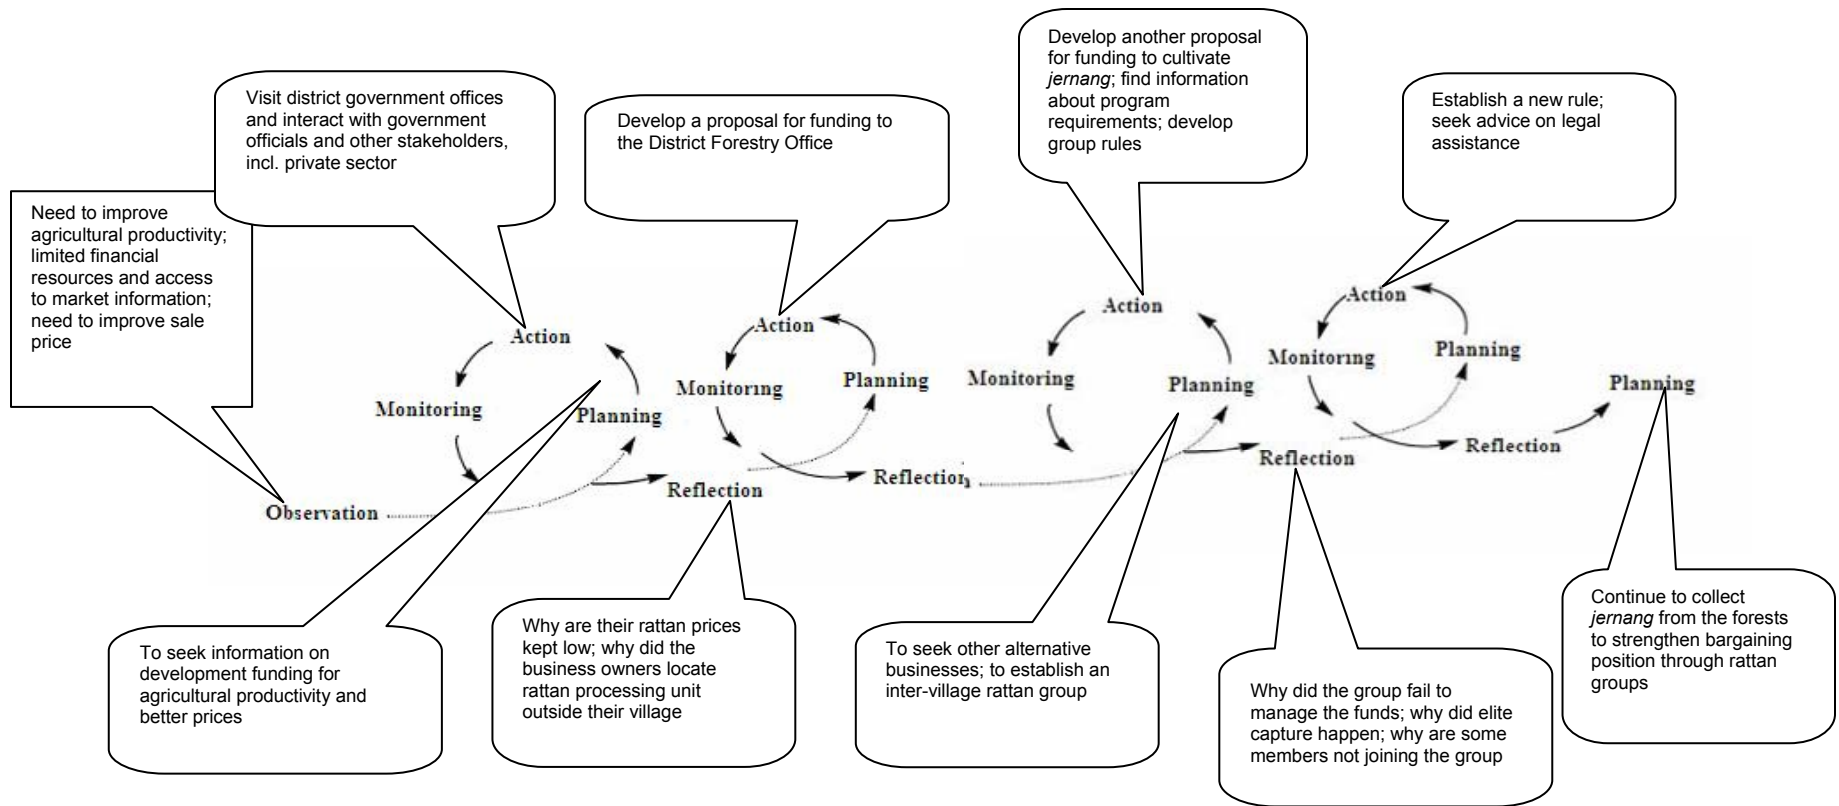 Develop another proposal
for funding to cultivate
jernang; find information
about program
requirements; develop
group rules
Visit district government offices
and interact with government
officials and other stakeholders,
incl. private sector
Develop a proposal for funding to
the District Forestry Office
Establish a new rule;
seek advice on legal
assistance
Need to improve
agricultural productivity;
limited financial
resources and access
to market information;
need to improve sale
price
Action
Monitoring
Planning
Observation
Reflection
Action
Monitoring
Planning
Reflection
Action
Monitoring
Planning
Reflection
Action
Monitoring
Planning
Reflection
Planning
To seek information on
development funding for
agricultural productivity and
better prices
Why are their rattan prices
kept low; why did the
business owners locate
rattan processing unit
outside their village
To seek other alternative
businesses; to establish an
inter-village rattan group
Why did the group fail to
manage the funds; why did elite
capture happen; why are some
members not joining the group
Continue to collect
jernang from the forests
to strengthen bargaining
position through rattan
groups